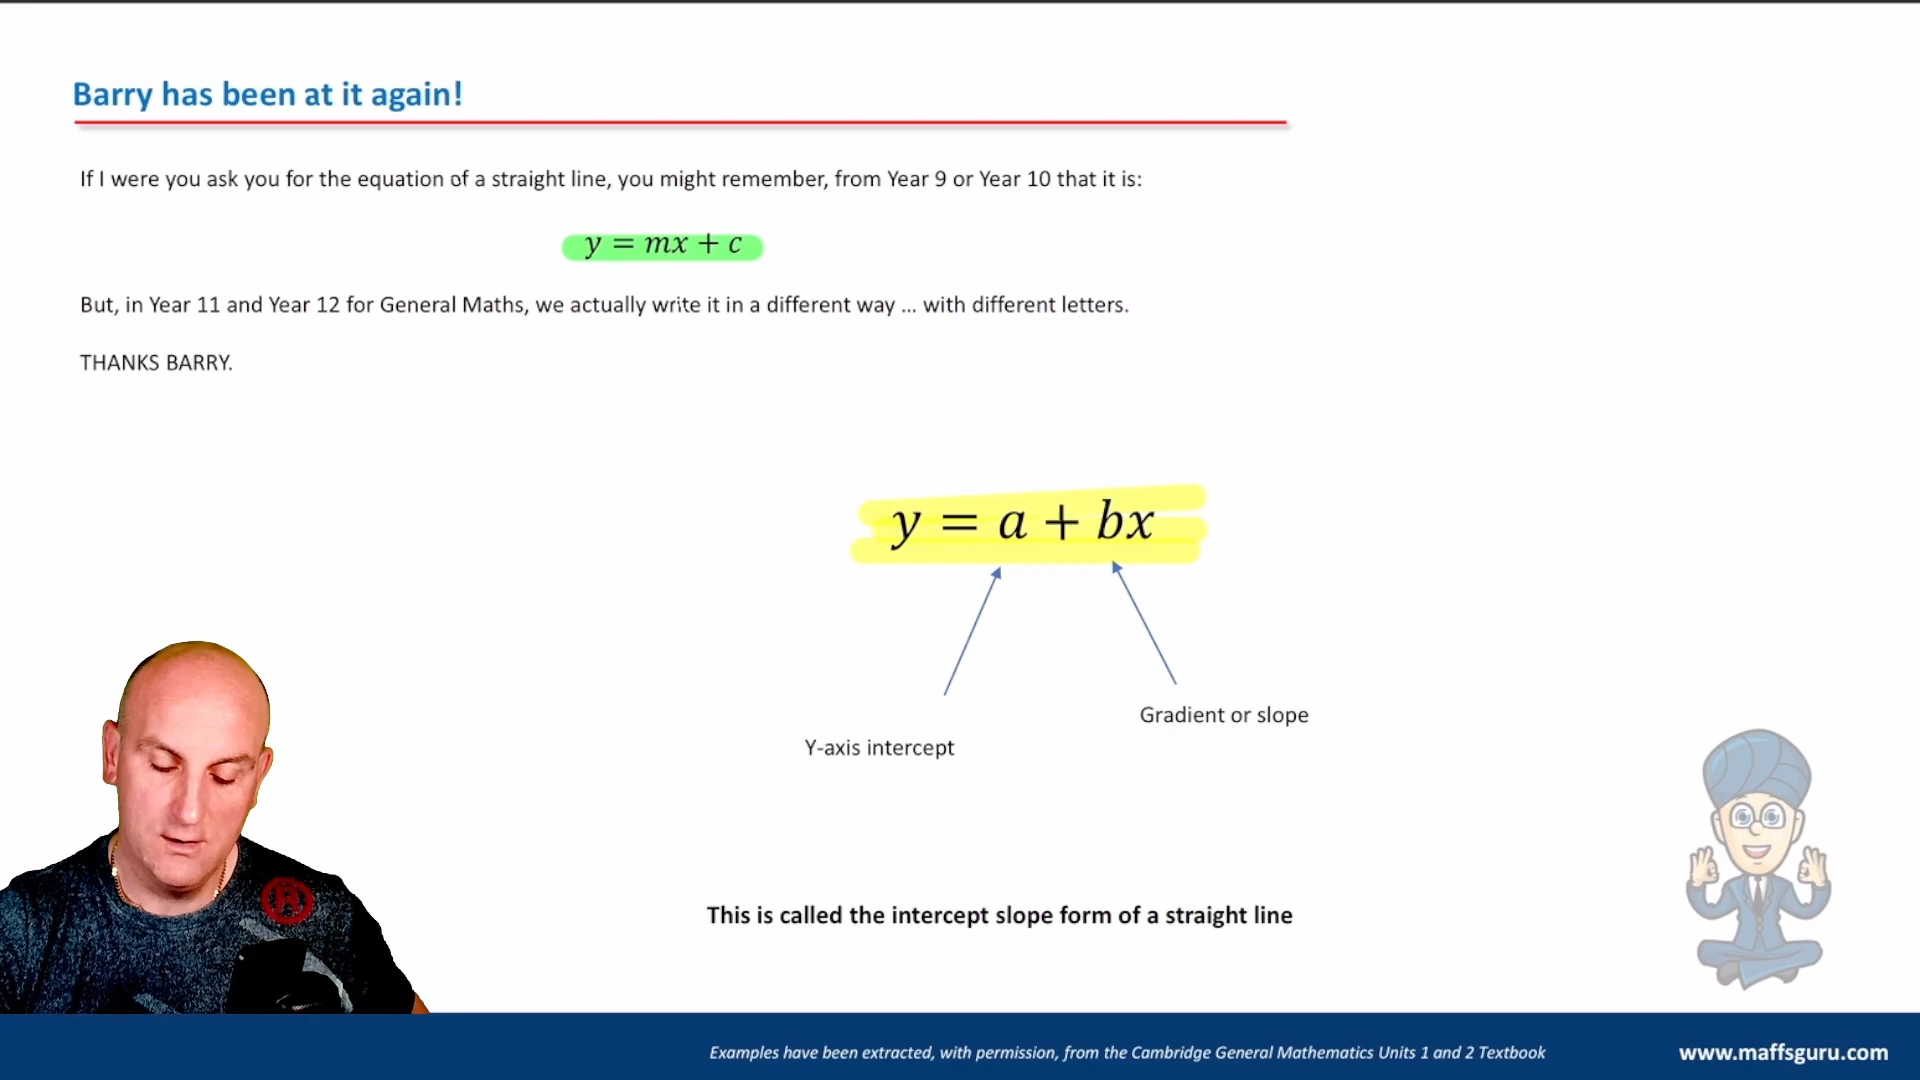 Barry has been at it again!
If I were you ask you for the equation of a straight line, you might remember, from Year 9 or Year 10 that it is:
y = mx + c
But, in Year 11 and Year 12 for General Maths, we actually write it in a different way ... with different letters.
THANKS BARRY.
y = a + bx
Gradient or slope
Y-axis intercept
This is called the intercept slope form of a straight line
Examples have been extracted, with permission, from the Cambridge General Mathematics Units 1 and 2 Textbook
www.maffsguru.com